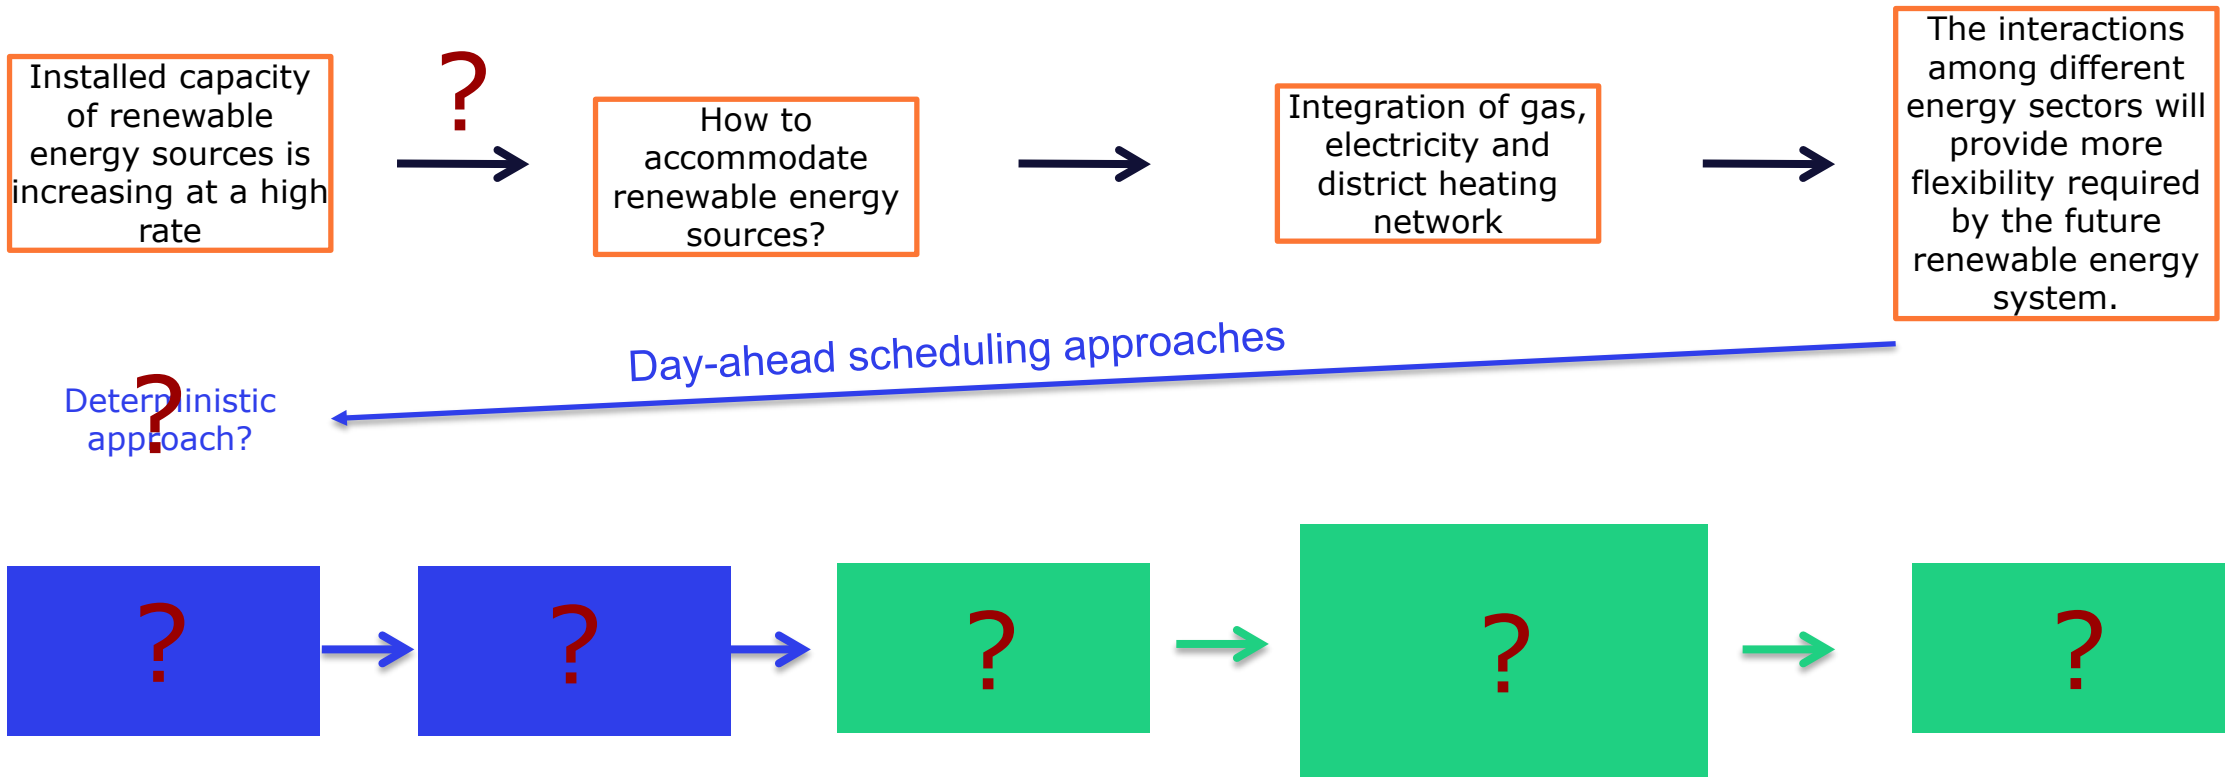 Installed capacity
of renewable
energy sources is
increasing at a high
rate
?
How to
accommodate
renewable energy
sources?
Integration of gas,
electricity and
district heating
network
The interactions
among different
energy sectors will
provide more
flexibility required
by the future
renewable energy
system.
Day-ahead scheduling approaches
Deterministic
approach?
?
?
?
?
?
?